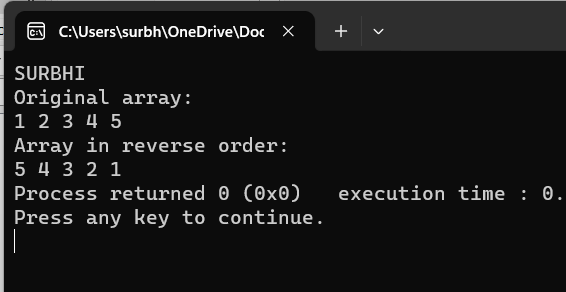 C:\Users\surbh\OneDrive\Doc
SURBHI
Original array:
1 2 3 4 5
Array in reverse order:
5 4 3 2 1
Process returned 0 (0x0)   execution time : 0.
Press any key to continue.